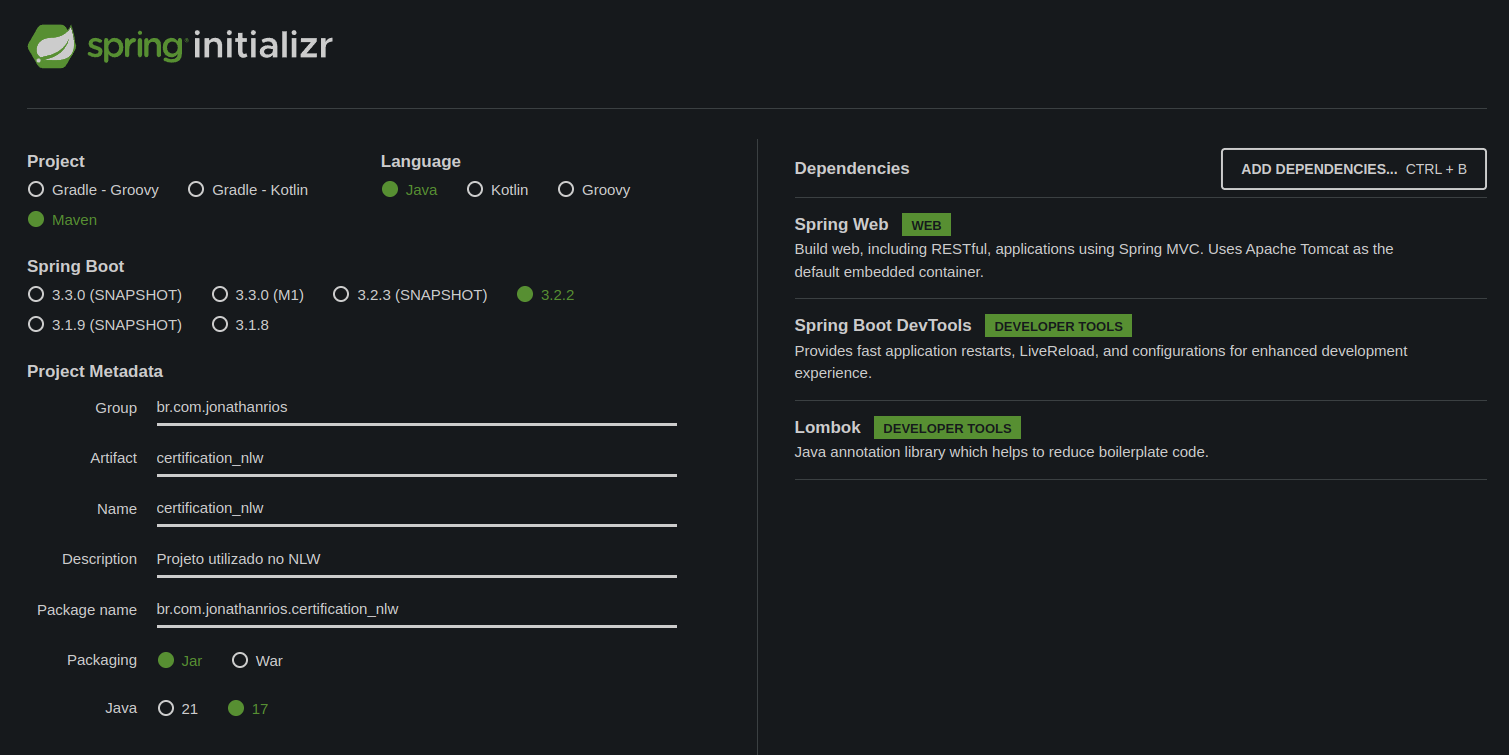 spring initializr
Project
Gradle - Groovy Gradle - Kotlin
Maven
Language
Java Kotlin Groovy
Spring Boot
3.3.0 (SNAPSHOT) 3.3.0 (M1) 3.2.3 (SNAPSHOT) 3.2.2
3.1.9 (SNAPSHOT) 3.1.8
Project Metadata
Group br.com.jonathanrios
Artifact certification_nlw
Name certification_nlw
Description Projeto utilizado no NLW
Package name br.com.jonathanrios.certification_nlw
Packaging Jar War
Java 21 17
Dependencies ADD DEPENDENCIES... CTRL + B
Spring Web WEB
Build web, including RESTful, applications using Spring MVC. Uses Apache Tomcat as the
default embedded container.
Spring Boot DevTools DEVELOPER TOOLS
Provides fast application restarts, LiveReload, and configurations for enhanced development
experience.
Lombok DEVELOPER TOOLS
Java annotation library which helps to reduce boilerplate code.